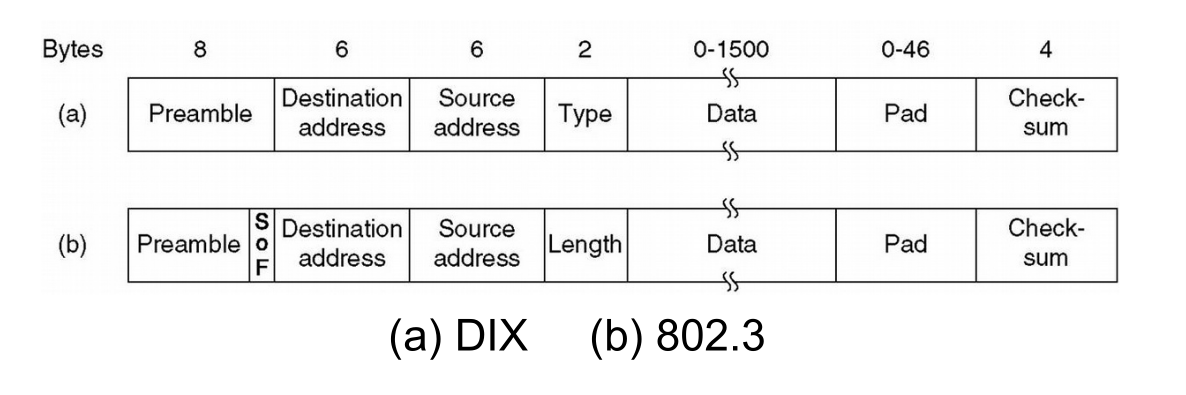 Bytes 8 6 6 2 0-1500 0-46 4
(a) Preamble Destination address Source address Type Data Pad Check-sum
(b) Preamble SoF Destination address Source address Length Data Pad Check-sum
(a) DIX (b) 802.3